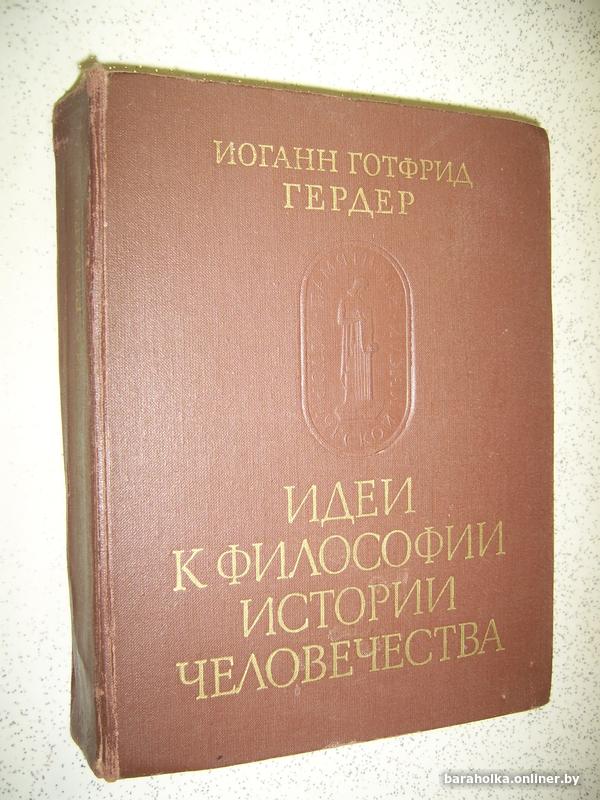 ИОГАНН ГОТФРИД
ГЕРДЕР
ИДЕИ
К ФИЛОСОФИИ
ИСТОРИИ
ЧЕЛОВЕЧЕСТВА
baraholka.onliner.by